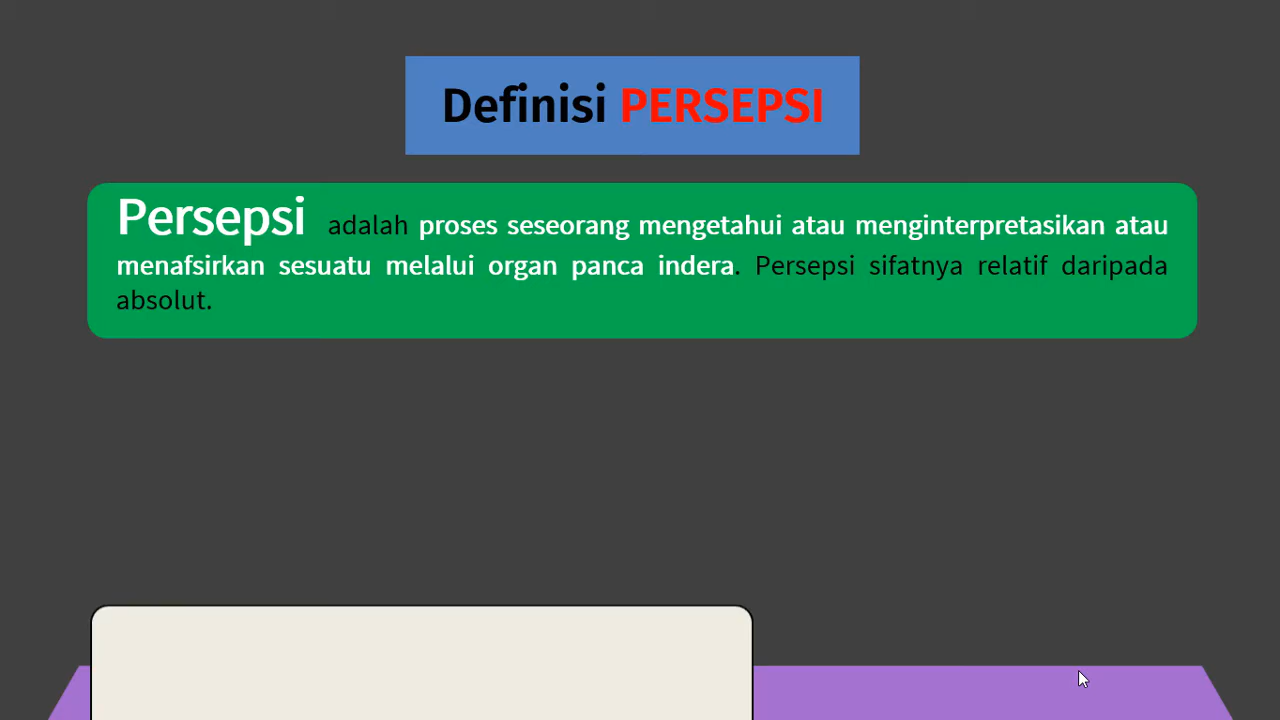 Definisi PERSEPSI
Persepsi adalah proses seseorang mengetahui atau menginterpretasikan atau
menafsirkan sesuatu melalui organ panca indera. Persepsi sifatnya relatif daripada
absolut.